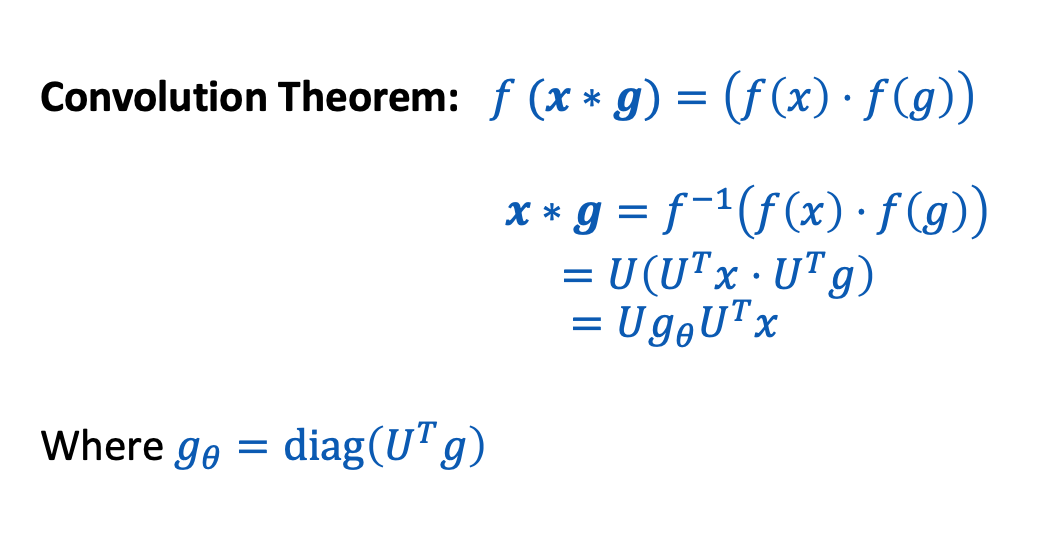 Convolution Theorem: f (x * g) = (f(x) · f(g))
x * g = f⁻¹(f(x) · f(g))
= U(Uᵀx · Uᵀg)
= Ug_θUᵀx
Where g_θ = diag(Uᵀg)